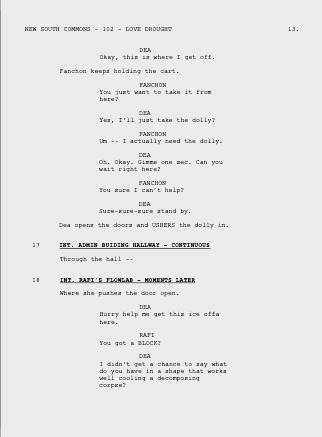 NEW SOUTH COMMONS - 102 - LOVE DROUGHT 13.
DEA
Okay, this is where I get off.
Fanchon keeps holding the cart.
FANCHON
You just want to take it from
here?
DEA
Yes, I'll just take the dolly?
FANCHON
Um -- I actually need the dolly.
DEA
Oh. Okay. Gimme one sec. Can you
wait right here?
FANCHON
You sure I can't help?
DEA
Sure-sure-sure stand by.
Dea opens the doors and USHERS the dolly in.
17 INT. ADMIN BUIDING HALLWAY - CONTINUOUS
Through the hall --
18 INT. RAFI'S FLOWLAB - MOMENTS LATER
Where she pushes the door open.
DEA
Hurry help me get this ice offa
here.
RAFI
You got a BLOCK?
DEA
I didn't get a chance to say what
do you have in a shape that works
well cooling a decomposing
corpse?